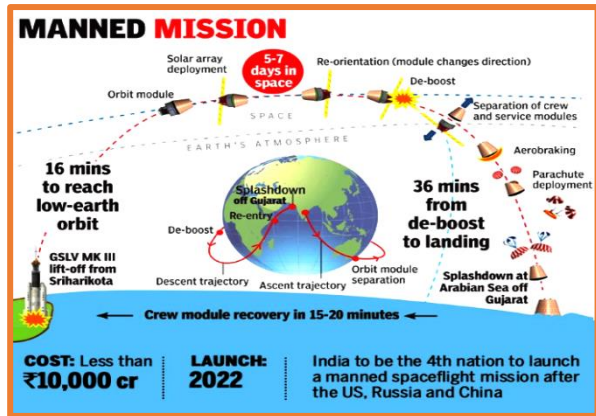 MANNED MISSION
Solar array
deployment
5-7
days in
space
Re-orientation (module changes direction)
De-boost
Orbit module
Separation of crew
and service modules
SPACE
EARTH'S ATMOSPHERE
Aerobraking
Parachute
deployment
16 mins
to reach
low-earth
orbit
Splashdown
off Gujarat
Re-entry
De-boost
36 mins
from
de-boost
to landing
GSLV MK III
lift-off from
Sriharikota
Descent trajectory
Ascent trajectory
Orbit module
separation
Splashdown at
Arabian Sea off
Gujarat
Crew module recovery in 15-20 minutes
COST: Less than
₹10,000 cr
LAUNCH:
2022
India to be the 4th nation to launch
a manned spaceflight mission after
the US, Russia and China